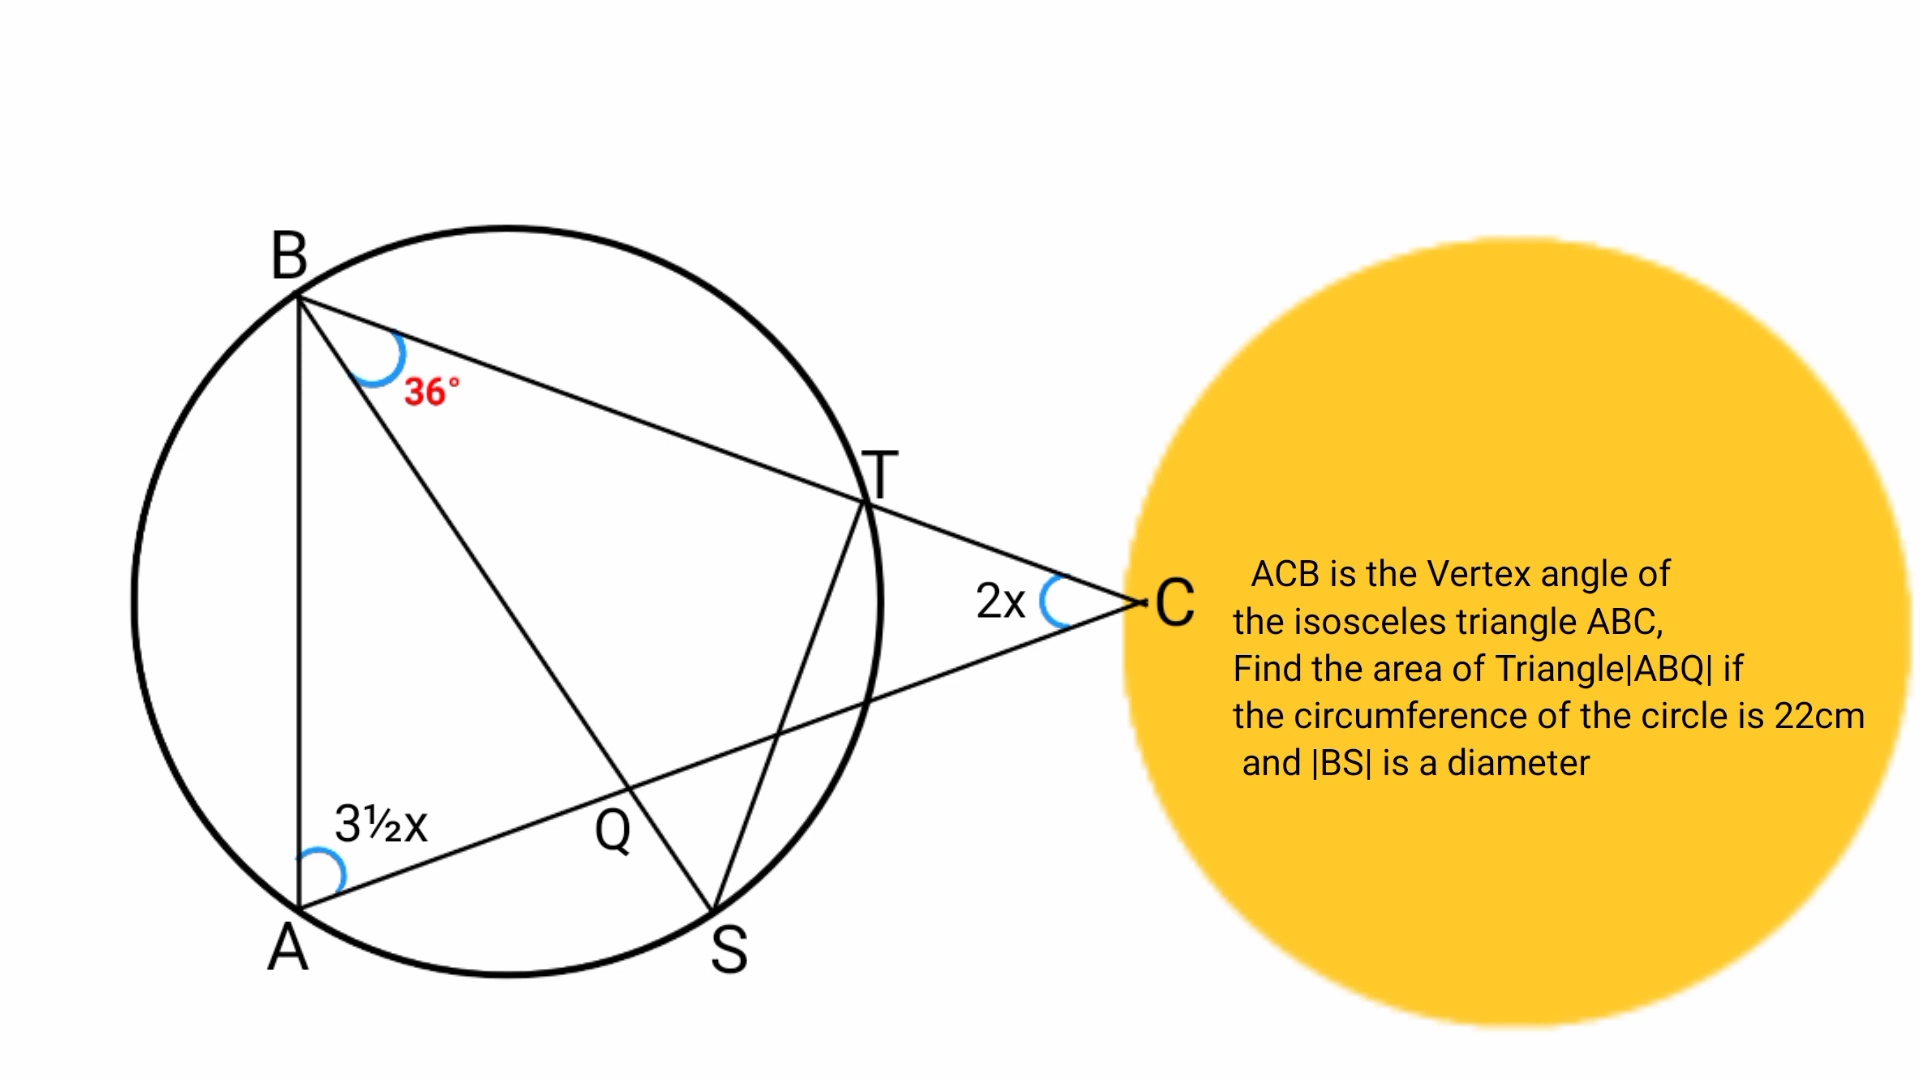 B
36°
T
2x
C
3½x
Q
A
S
ACB is the Vertex angle of
the isosceles triangle ABC,
Find the area of Triangle|ABQ| if
the circumference of the circle is 22cm
and |BS| is a diameter